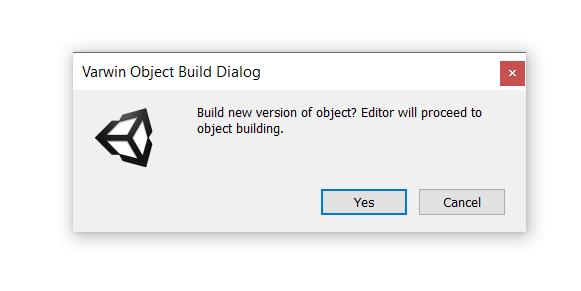 Varwin Object Build Dialog
Build new version of object? Editor will proceed to
object building.
Yes
Cancel